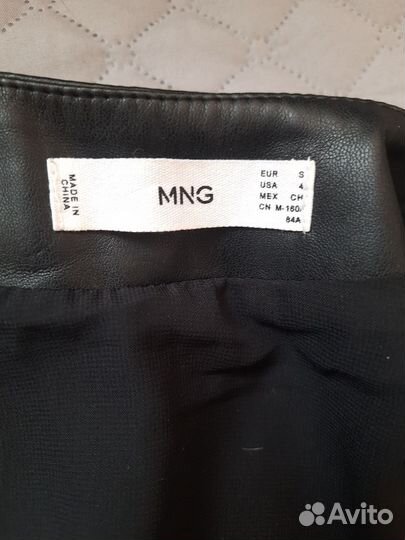 MADE IN
CHINA
MNG
EUR S
USA 4
MEX CH
CN M-160/
84A
Avito